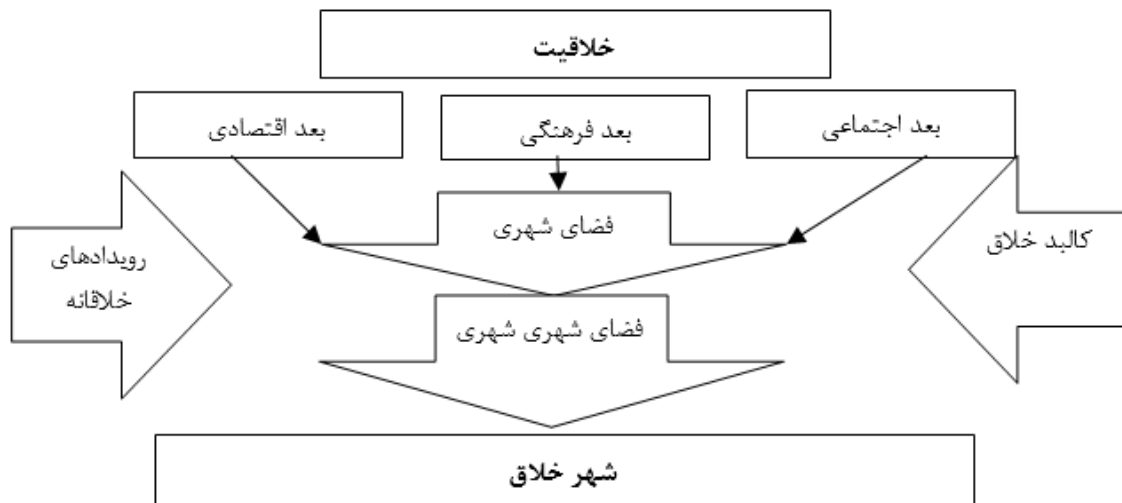 خلاقیت
بعد اجتماعی
بعد فرهنگی
بعد اقتصادی
فضای شهری
کالبد خلاق
رویدادهای
خلاقانه
فضای شهری شهری
شهر خلاق